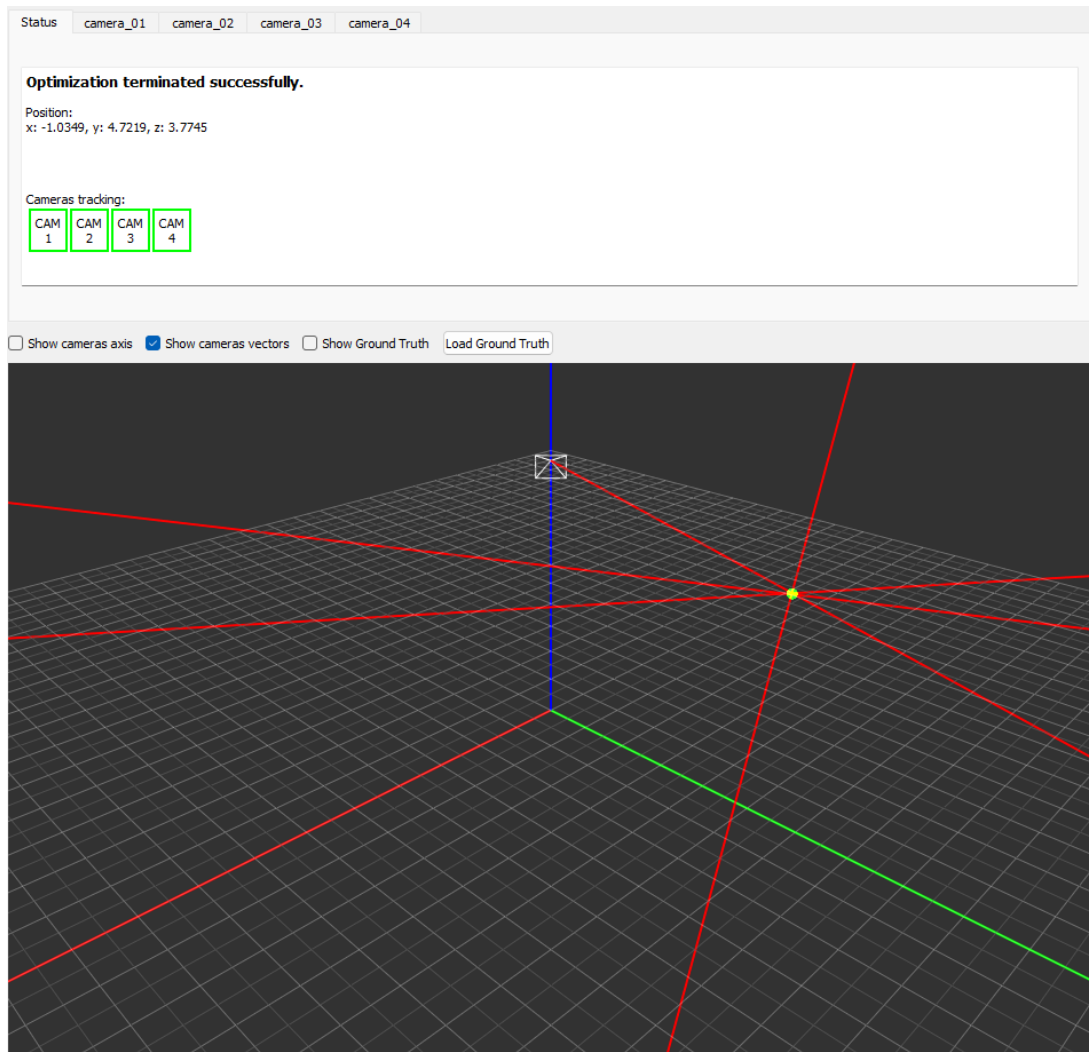 Status camera_01 camera_02 camera_03 camera_04
Optimization terminated successfully.
Position:
x: -1.0349, y: 4.7219, z: 3.7745
Cameras tracking:
CAM CAM CAM CAM
1 2 3 4
Show cameras axis Show cameras vectors Show Ground Truth Load Ground Truth